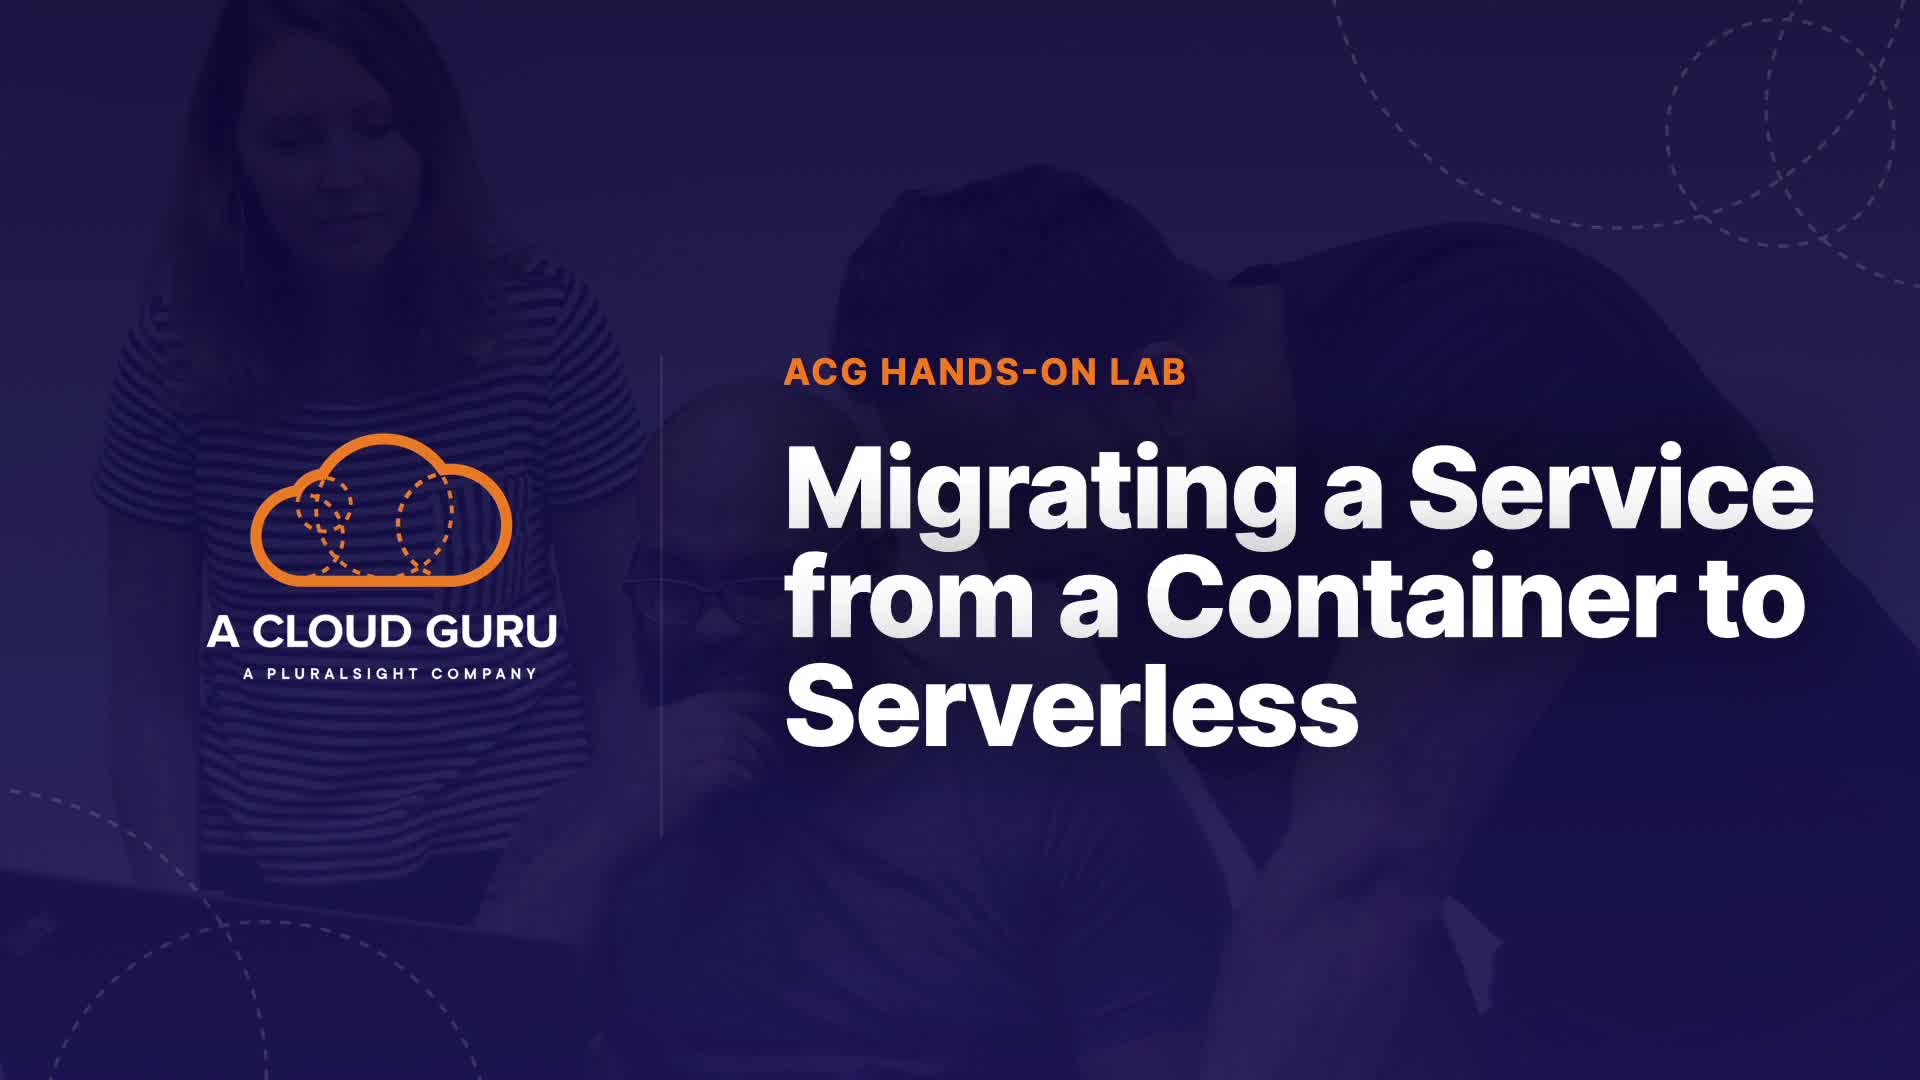 A CLOUD GURU
A PLURALSIGHT COMPANY
ACG HANDS-ON LAB
Migrating a Service
from a Container to
Serverless